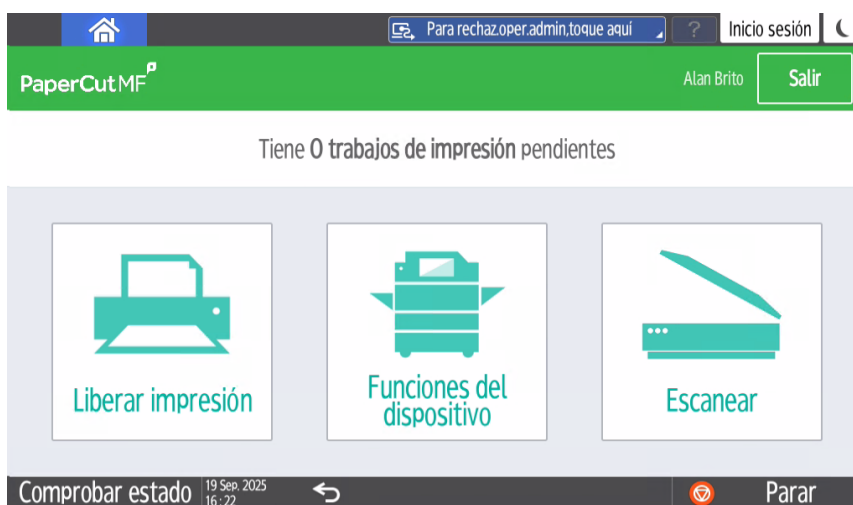 Para rechaz.oper.admin,toque aquí
?
Inicio sesión
PaperCut MF
Alan Brito
Salir
Tiene 0 trabajos de impresión pendientes
Liberar impresión
Funciones del
dispositivo
Escanear
Comprobar estado
19 Sep. 2025
16:22
Parar